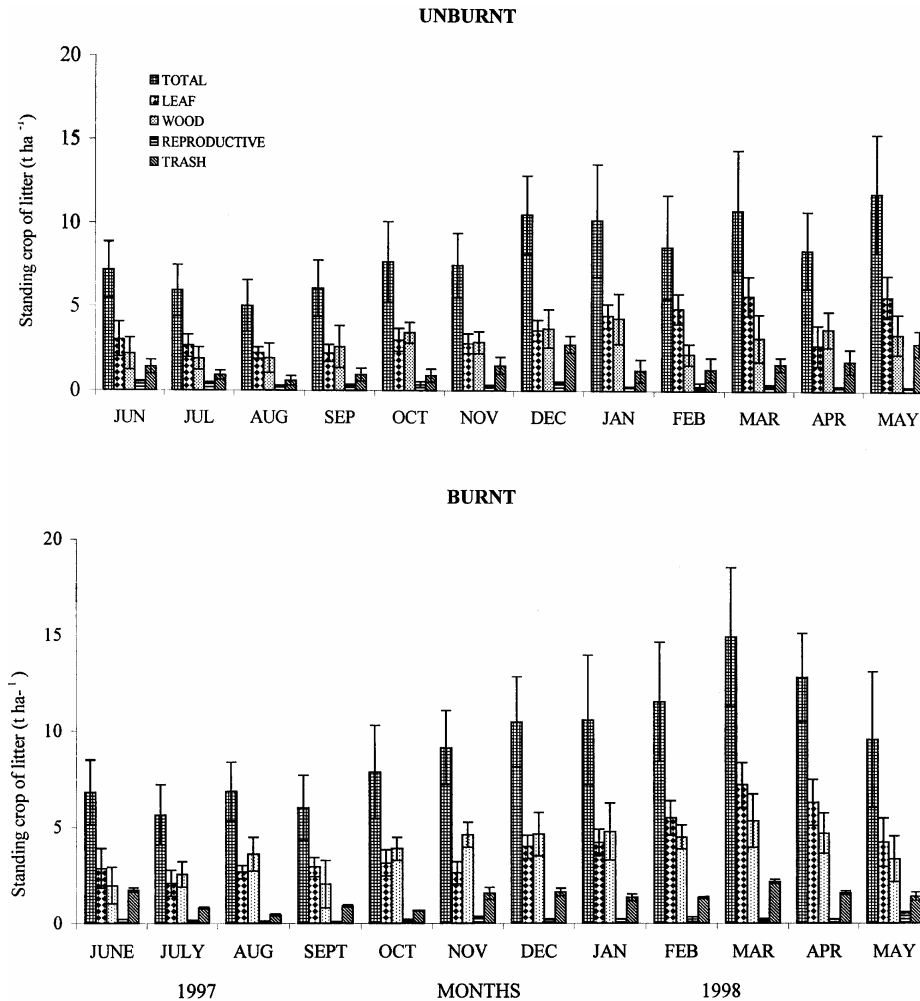 UNBURNT
20
15
10
5
0
Standing crop of litter (t ha⁻¹)
TOTAL
LEAF
WOOD
REPRODUCTIVE
TRASH
JUN JUL AUG SEP OCT NOV DEC JAN FEB MAR APR MAY
BURNT
20
15
10
5
0
Standing crop of litter (t ha-¹)
JUNE JULY AUG SEPT OCT NOV DEC JAN FEB MAR APR MAY
1997 MONTHS 1998